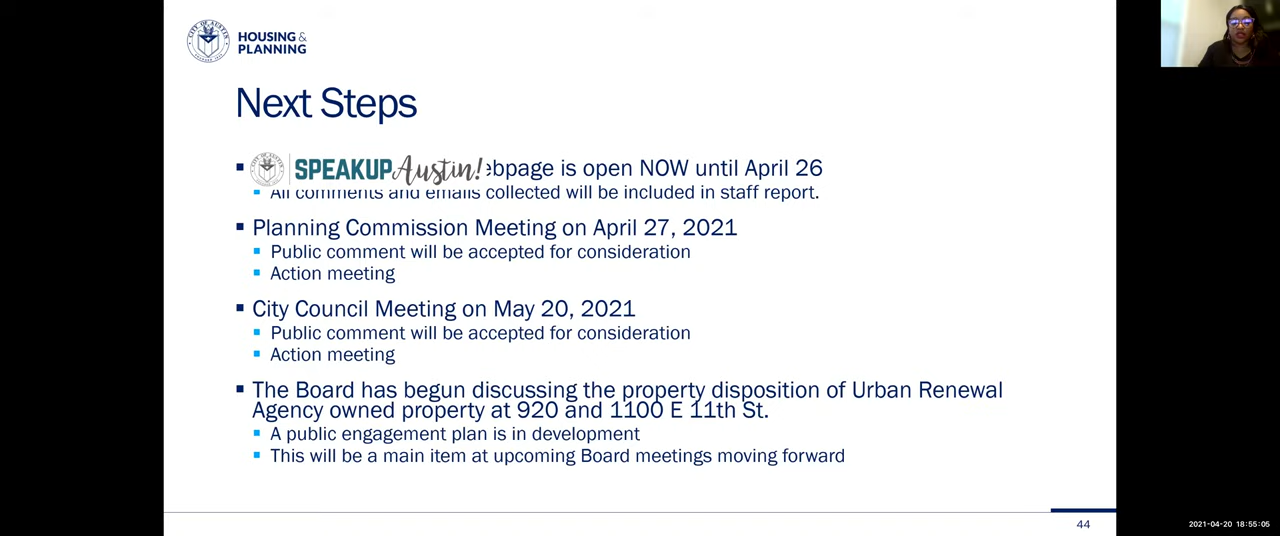 CITY OF AUSTIN
HOUSING &
PLANNING
Next Steps
SPEAKUP Austin! ebpage is open NOW until April 26
All comments and emails collected will be included in staff report.
Planning Commission Meeting on April 27, 2021
Public comment will be accepted for consideration
Action meeting
City Council Meeting on May 20, 2021
Public comment will be accepted for consideration
Action meeting
The Board has begun discussing the property disposition of Urban Renewal
Agency owned property at 920 and 1100 E 11th St.
A public engagement plan is in development
This will be a main item at upcoming Board meetings moving forward
44
2021-04-20 18:55:05